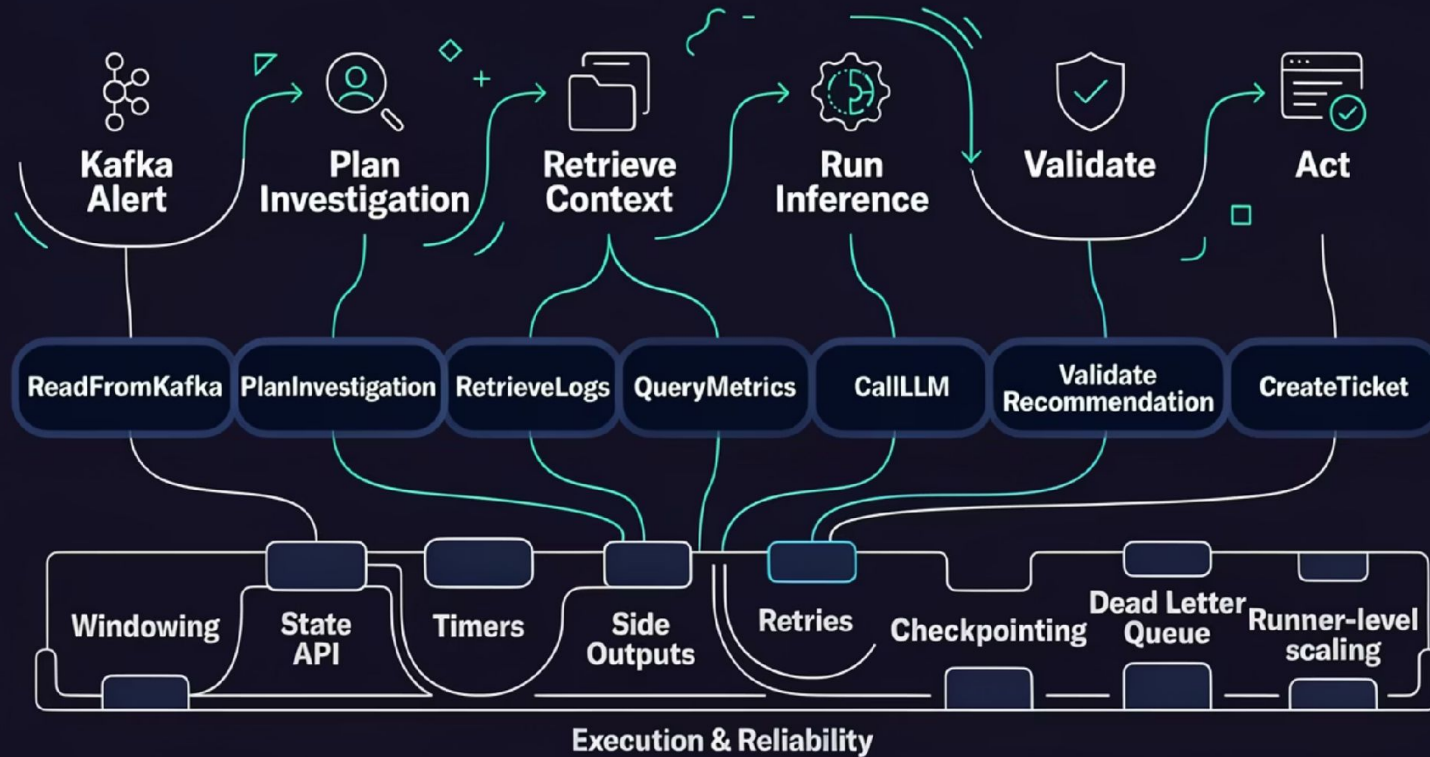 Kafka
Alert
Plan
Investigation
Retrieve
Context
Run
Inference
Validate
Act
ReadFromKafka
PlanInvestigation
RetrieveLogs
QueryMetrics
CallLLM
Validate
Recommendation
CreateTicket
Windowing
State
API
Timers
Side
Outputs
Retries
Checkpointing
Dead Letter
Queue
Runner-level
scaling
Execution & Reliability